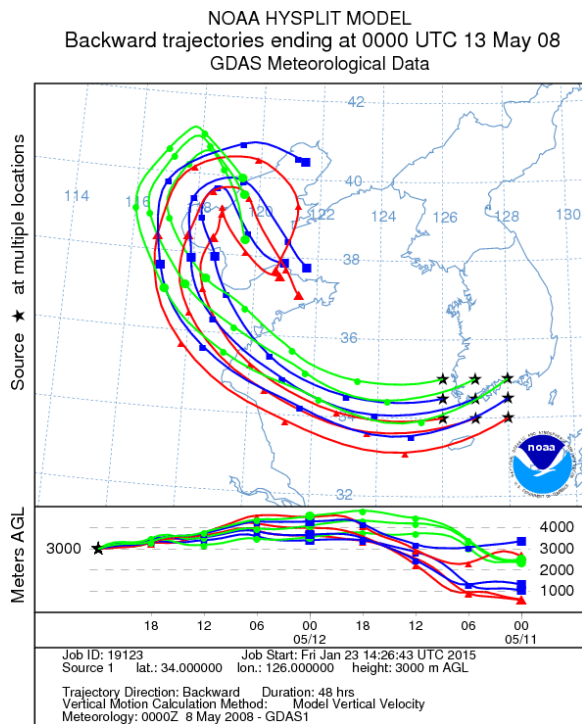 NOAA HYSPLIT MODEL
Backward trajectories ending at 0000 UTC 13 May 08
GDAS Meteorological Data
Source ★ at multiple locations
42
40
38
36
34
32
114
116
118
120
122
124
126
128
130
noaa
Meters AGL
3000
4000
3000
2000
1000
18 12 06 00 18 12 06 00
05/12 05/11
Job ID: 19123 Job Start: Fri Jan 23 14:26:43 UTC 2015
Source 1 lat.: 34.000000 lon.: 126.000000 height: 3000 m AGL
Trajectory Direction: Backward Duration: 48 hrs
Vertical Motion Calculation Method: Model Vertical Velocity
Meteorology: 0000Z 8 May 2008 - GDAS1